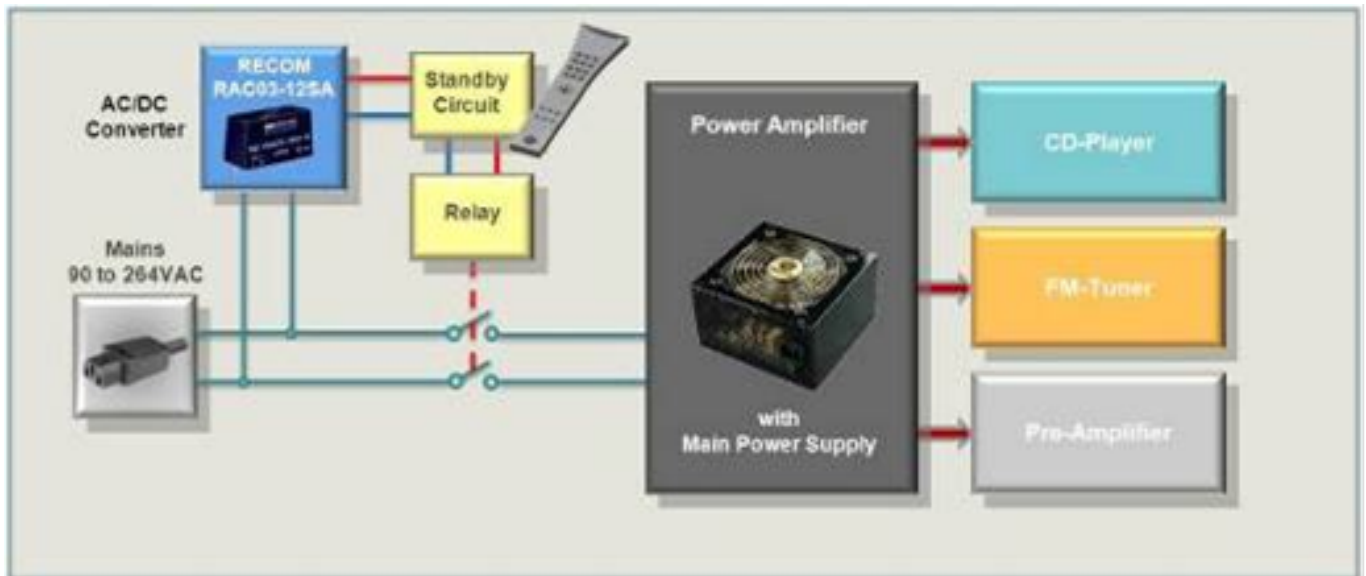 RECOM
RAC03-12SA
AC/DC
Converter
Standby
Circuit
Relay
Mains
90 to 264VAC
Power Amplifier
with
Main Power Supply
CD-Player
FM-Tuner
Pre-Amplifier